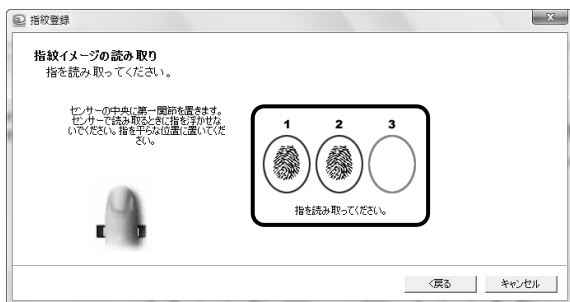 指紋登録
指紋イメージの読み取り
指を読み取ってください。
センサーの中央に第一関節を置きます。
センサーで読み取るときに指を浮かせな
いでください。指を平らな位置に置いてくだ
さい。
1 2 3
指を読み取ってください。
<戻る キャンセル